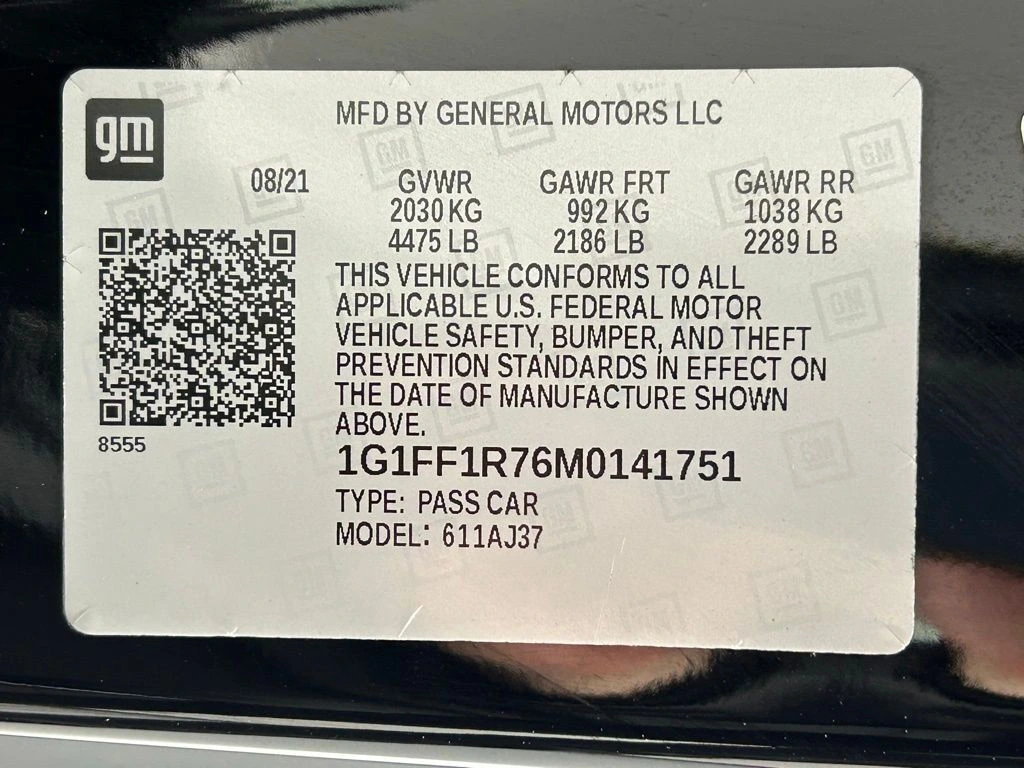 gm
MFD BY GENERAL MOTORS LLC
08/21 GVWR GAWR FRT GAWR RR
2030 KG 992 KG 1038 KG
4475 LB 2186 LB 2289 LB
THIS VEHICLE CONFORMS TO ALL
APPLICABLE U.S. FEDERAL MOTOR
VEHICLE SAFETY, BUMPER, AND THEFT
PREVENTION STANDARDS IN EFFECT ON
THE DATE OF MANUFACTURE SHOWN
ABOVE.
8555
1G1FF1R76M0141751
TYPE: PASS CAR
MODEL: 611AJ37